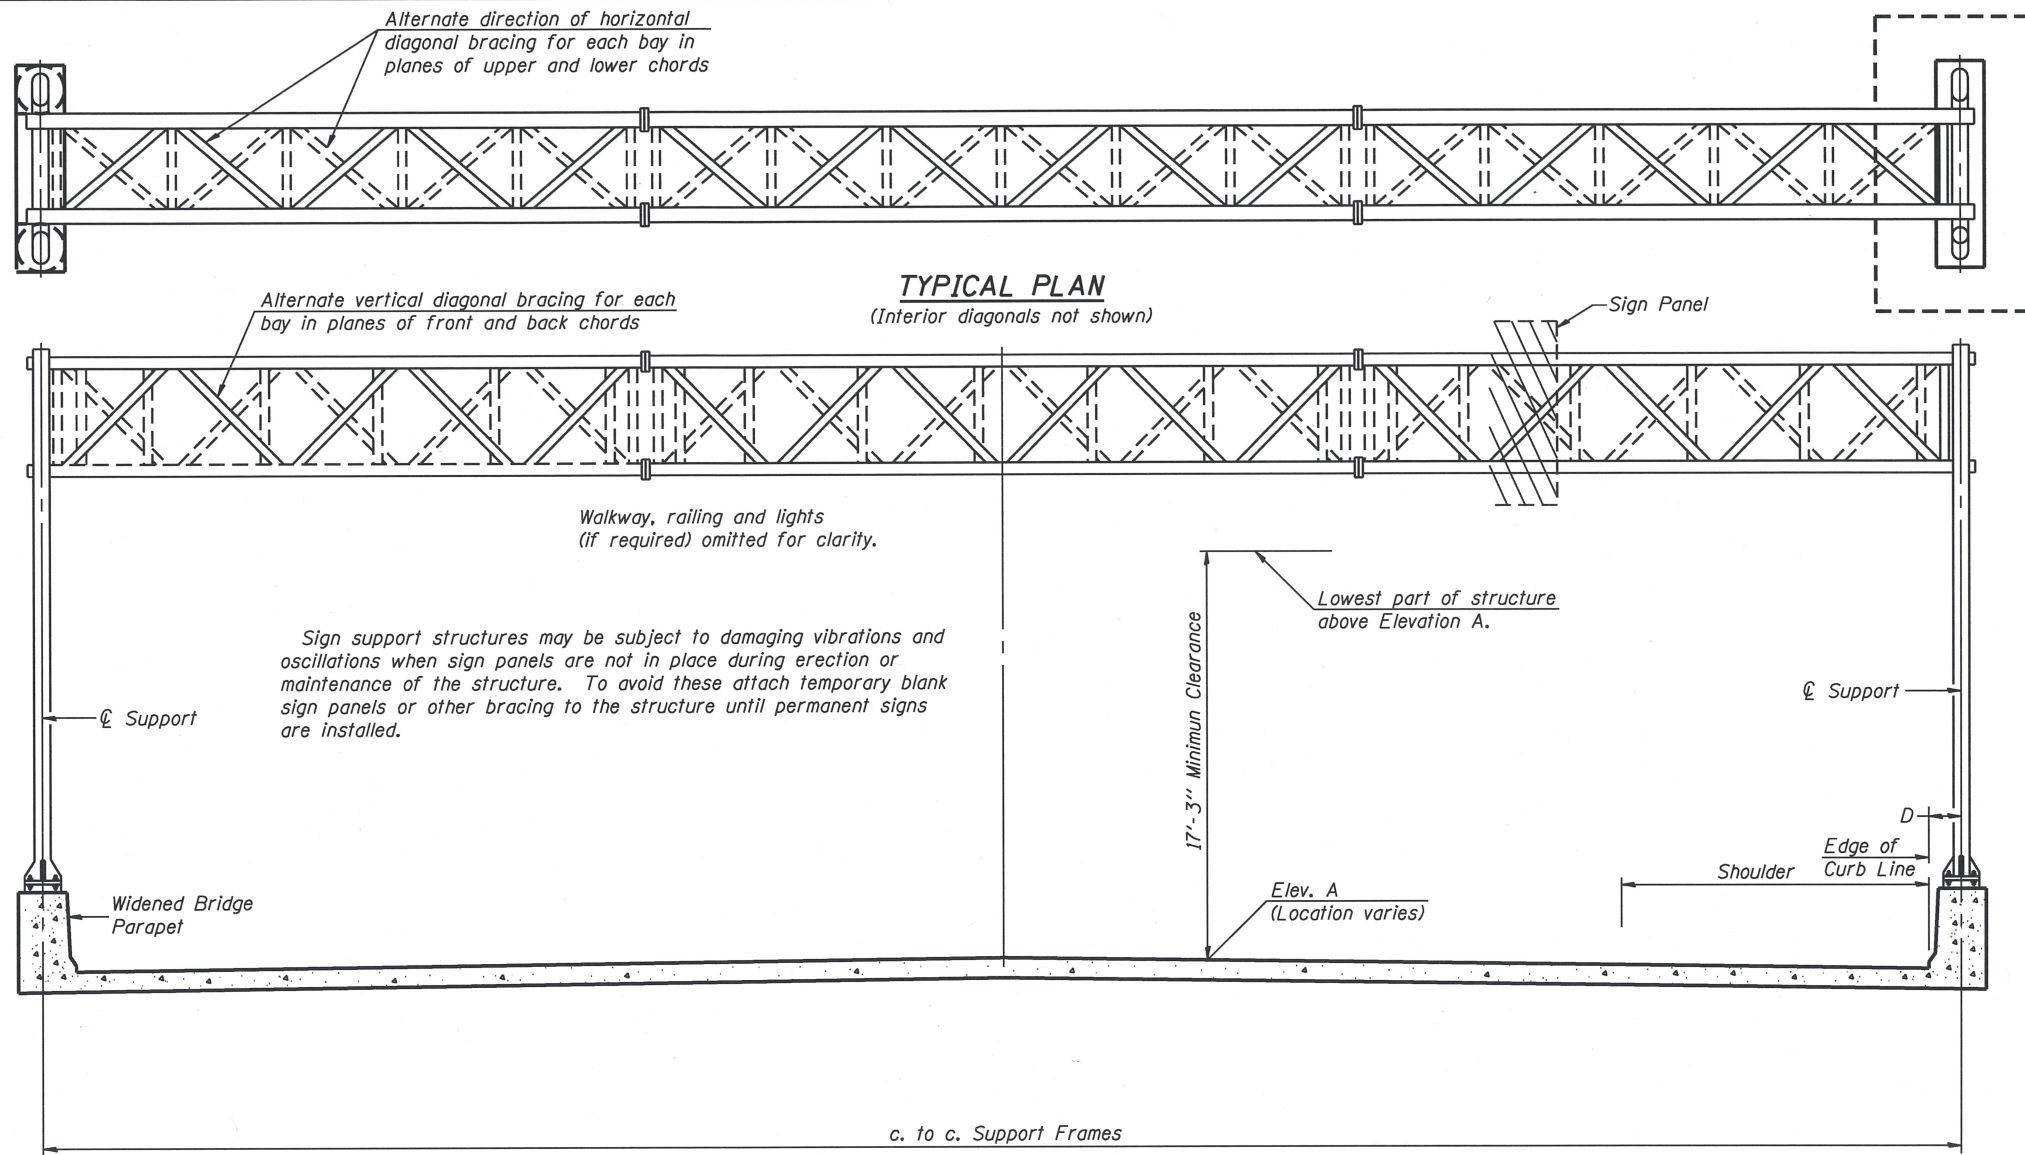 Alternate direction of horizontal
diagonal bracing for each bay in
planes of upper and lower chords
TYPICAL PLAN
(Interior diagonals not shown)
Alternate vertical diagonal bracing for each
bay in planes of front and back chords
Sign Panel
Walkway, railing and lights
(if required) omitted for clarity.
Lowest part of structure
above Elevation A.
Sign support structures may be subject to damaging vibrations and
oscillations when sign panels are not in place during erection or
maintenance of the structure. To avoid these attach temporary blank
sign panels or other bracing to the structure until permanent signs
are installed.
17'-3" Minimun Clearance
℄ Support
℄ Support
D
Edge of
Curb Line
Shoulder
Elev. A
(Location varies)
Widened Bridge
Parapet
c. to c. Support Frames